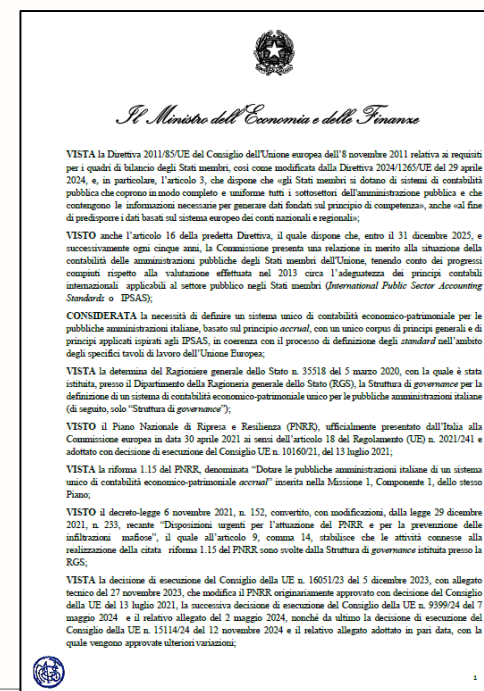 Il Ministro dell'Economia e delle Finanze
VISTA la Direttiva 2011/85/UE del Consiglio dell'Unione europea dell'8 novembre 2011 relativa ai requisiti
per i quadri di bilancio degli Stati membri, così come modificata dalla Direttiva 2024/1265/UE del 29 aprile
2024, e, in particolare, l'articolo 3, che dispone che «gli Stati membri si dotano di sistemi di contabilità
pubblica che coprono in modo completo e uniforme tutti i sottosettori dell'amministrazione pubblica e che
contengono le informazioni necessarie per generare dati fondati sul principio di competenza», anche «al fine
di predisporre i dati basati sul sistema europeo dei conti nazionali e regionali»;
VISTO anche l'articolo 16 della predetta Direttiva, il quale dispone che, entro il 31 dicembre 2025, e
successivamente ogni cinque anni, la Commissione presenta una relazione in merito alla situazione della
contabilità delle amministrazioni pubbliche degli Stati membri dell'Unione, tenendo conto dei progressi
compiuti rispetto alla valutazione effettuata nel 2013 circa l'adeguatezza dei principi contabili
internazionali applicabili al settore pubblico negli Stati membri (International Public Sector Accounting
Standards o IPSAS);
CONSIDERATA la necessità di definire un sistema unico di contabilità economico-patrimoniale per le
pubbliche amministrazioni italiane, basato sul principio accrual, con un unico corpus di principi generali e di
principi applicati ispirati agli IPSAS, in coerenza con il processo di definizione degli standard nell'ambito
degli specifici tavoli di lavoro dell'Unione Europea;
VISTA la determina del Ragioniere generale dello Stato n. 35518 del 5 marzo 2020, con la quale è stata
istituita, presso il Dipartimento della Ragioneria generale dello Stato (RGS), la Struttura di governance per la
definizione di un sistema di contabilità economico-patrimoniale unico per le pubbliche amministrazioni italiane
(di seguito, solo "Struttura di governance");
VISTO il Piano Nazionale di Ripresa e Resilienza (PNRR), ufficialmente presentato dall'Italia alla
Commissione europea in data 30 aprile 2021 ai sensi dell'articolo 18 del Regolamento (UE) n. 2021/241 e
adottato con decisione di esecuzione del Consiglio UE n. 10160/21, del 13 luglio 2021;
VISTA la riforma 1.15 del PNRR, denominata "Dotare le pubbliche amministrazioni italiane di un sistema
unico di contabilità economico-patrimoniale accrual" inserita nella Missione 1, Componente 1, dello stesso
Piano;
VISTO il decreto-legge 6 novembre 2021, n. 152, convertito, con modificazioni, dalla legge 29 dicembre
2021, n. 233, recante "Disposizioni urgenti per l'attuazione del PNRR e per la prevenzione delle
infiltrazioni mafiose", il quale all'articolo 9, comma 14, stabilisce che le attività connesse alla
realizzazione della citata riforma 1.15 del PNRR sono svolte dalla Struttura di governance istituita presso la
RGS;
VISTA la decisione di esecuzione del Consiglio della UE n. 16051/23 del 5 dicembre 2023, con allegato
tecnico del 27 novembre 2023, che modifica il PNRR originariamente approvato con decisione del Consiglio
della UE del 13 luglio 2021, la successiva decisione di esecuzione del Consiglio della UE n. 9399/24 del 7
maggio 2024 e il relativo allegato del 2 maggio 2024, nonché da ultimo la decisione di esecuzione del
Consiglio della UE n. 15114/24 del 12 novembre 2024 e il relativo allegato adottato in pari data, con la
quale vengono approvate ulteriori variazioni;
1